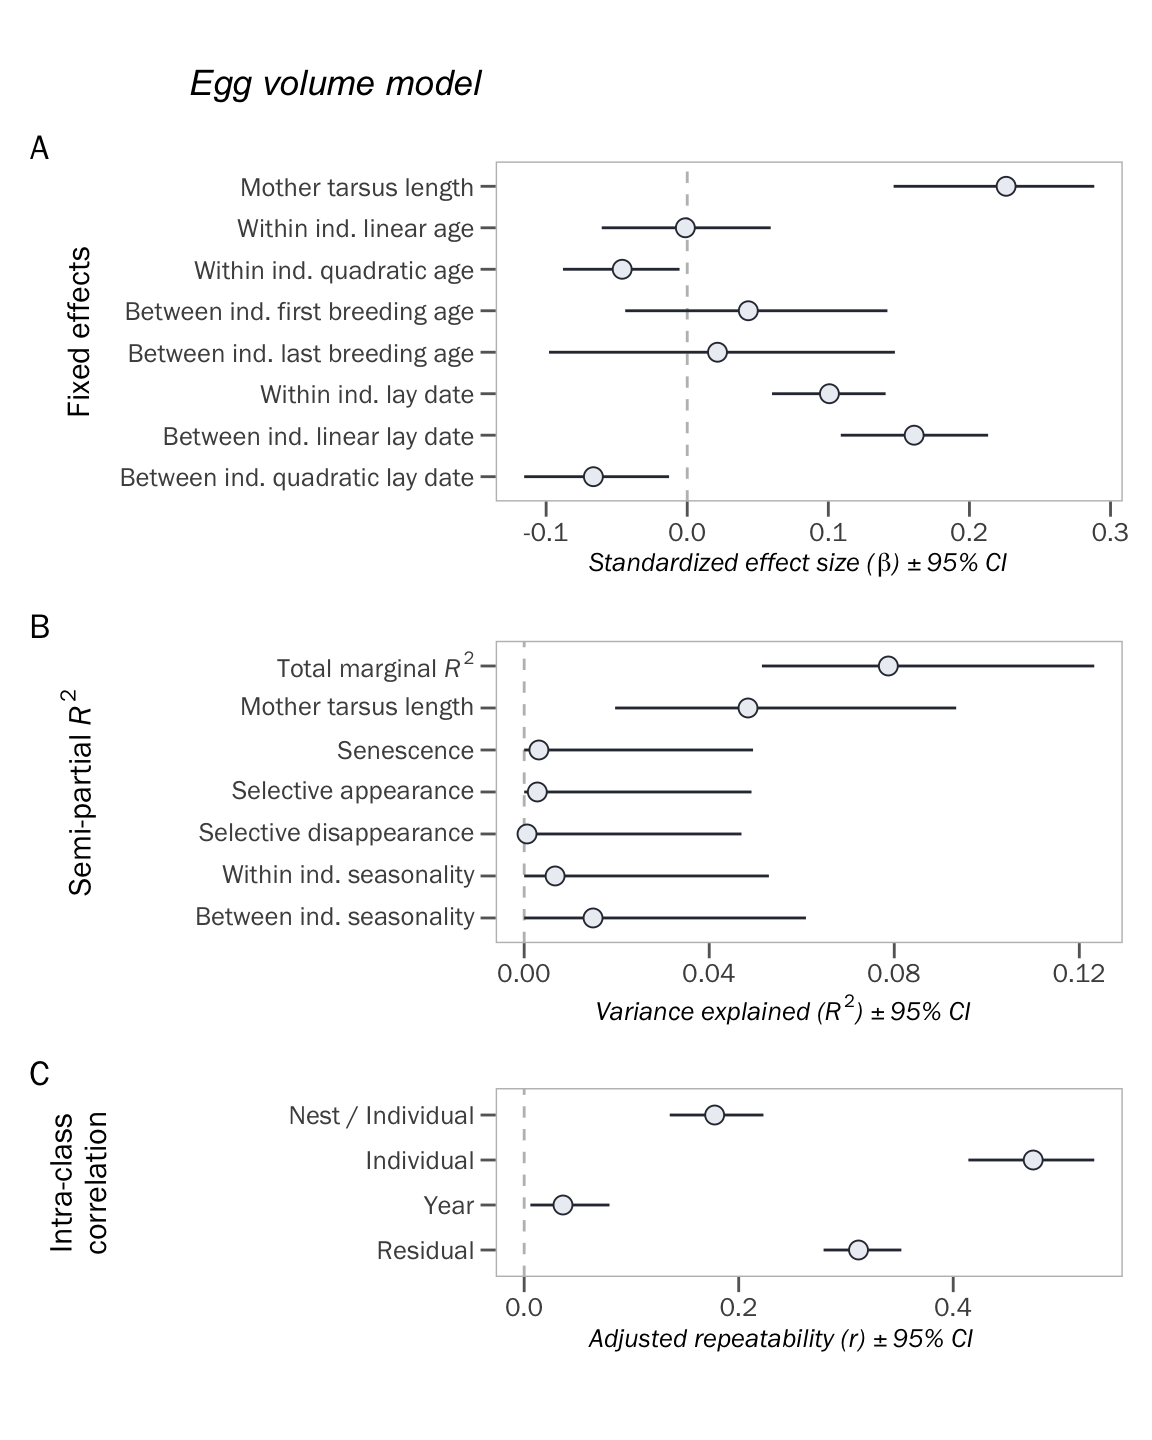 Egg volume model
A
Fixed effects
Mother tarsus length
Within ind. linear age
Within ind. quadratic age
Between ind. first breeding age
Between ind. last breeding age
Within ind. lay date
Between ind. linear lay date
Between ind. quadratic lay date
-0.1 0.0 0.1 0.2 0.3
Standardized effect size (β) ± 95% CI
B
Semi-partial R²
Total marginal R²
Mother tarsus length
Senescence
Selective appearance
Selective disappearance
Within ind. seasonality
Between ind. seasonality
0.00 0.04 0.08 0.12
Variance explained (R²) ± 95% CI
C
Intra-class
correlation
Nest / Individual
Individual
Year
Residual
0.0 0.2 0.4
Adjusted repeatability (r) ± 95% CI